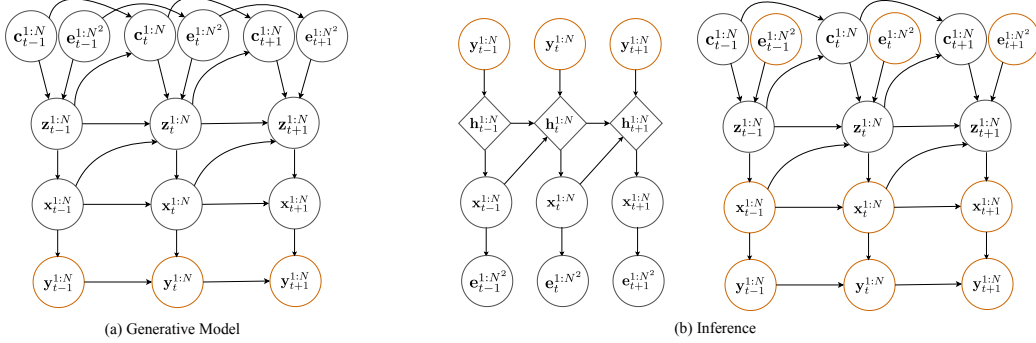 c_{t-1}^{1:N} e_{t-1}^{1:N^2} c_t^{1:N} e_t^{1:N^2} c_{t+1}^{1:N} e_{t+1}^{1:N^2}
z_{t-1}^{1:N} z_t^{1:N} z_{t+1}^{1:N}
x_{t-1}^{1:N} x_t^{1:N} x_{t+1}^{1:N}
y_{t-1}^{1:N} y_t^{1:N} y_{t+1}^{1:N}
(a) Generative Model
y_{t-1}^{1:N} y_t^{1:N} y_{t+1}^{1:N}
h_{t-1}^{1:N} h_t^{1:N} h_{t+1}^{1:N}
x_{t-1}^{1:N} x_t^{1:N} x_{t+1}^{1:N}
e_{t-1}^{1:N^2} e_t^{1:N^2} e_{t+1}^{1:N^2}
c_{t-1}^{1:N} e_{t-1}^{1:N^2} c_t^{1:N} e_t^{1:N^2} c_{t+1}^{1:N} e_{t+1}^{1:N^2}
z_{t-1}^{1:N} z_t^{1:N} z_{t+1}^{1:N}
x_{t-1}^{1:N} x_t^{1:N} x_{t+1}^{1:N}
y_{t-1}^{1:N} y_t^{1:N} y_{t+1}^{1:N}
(b) Inference